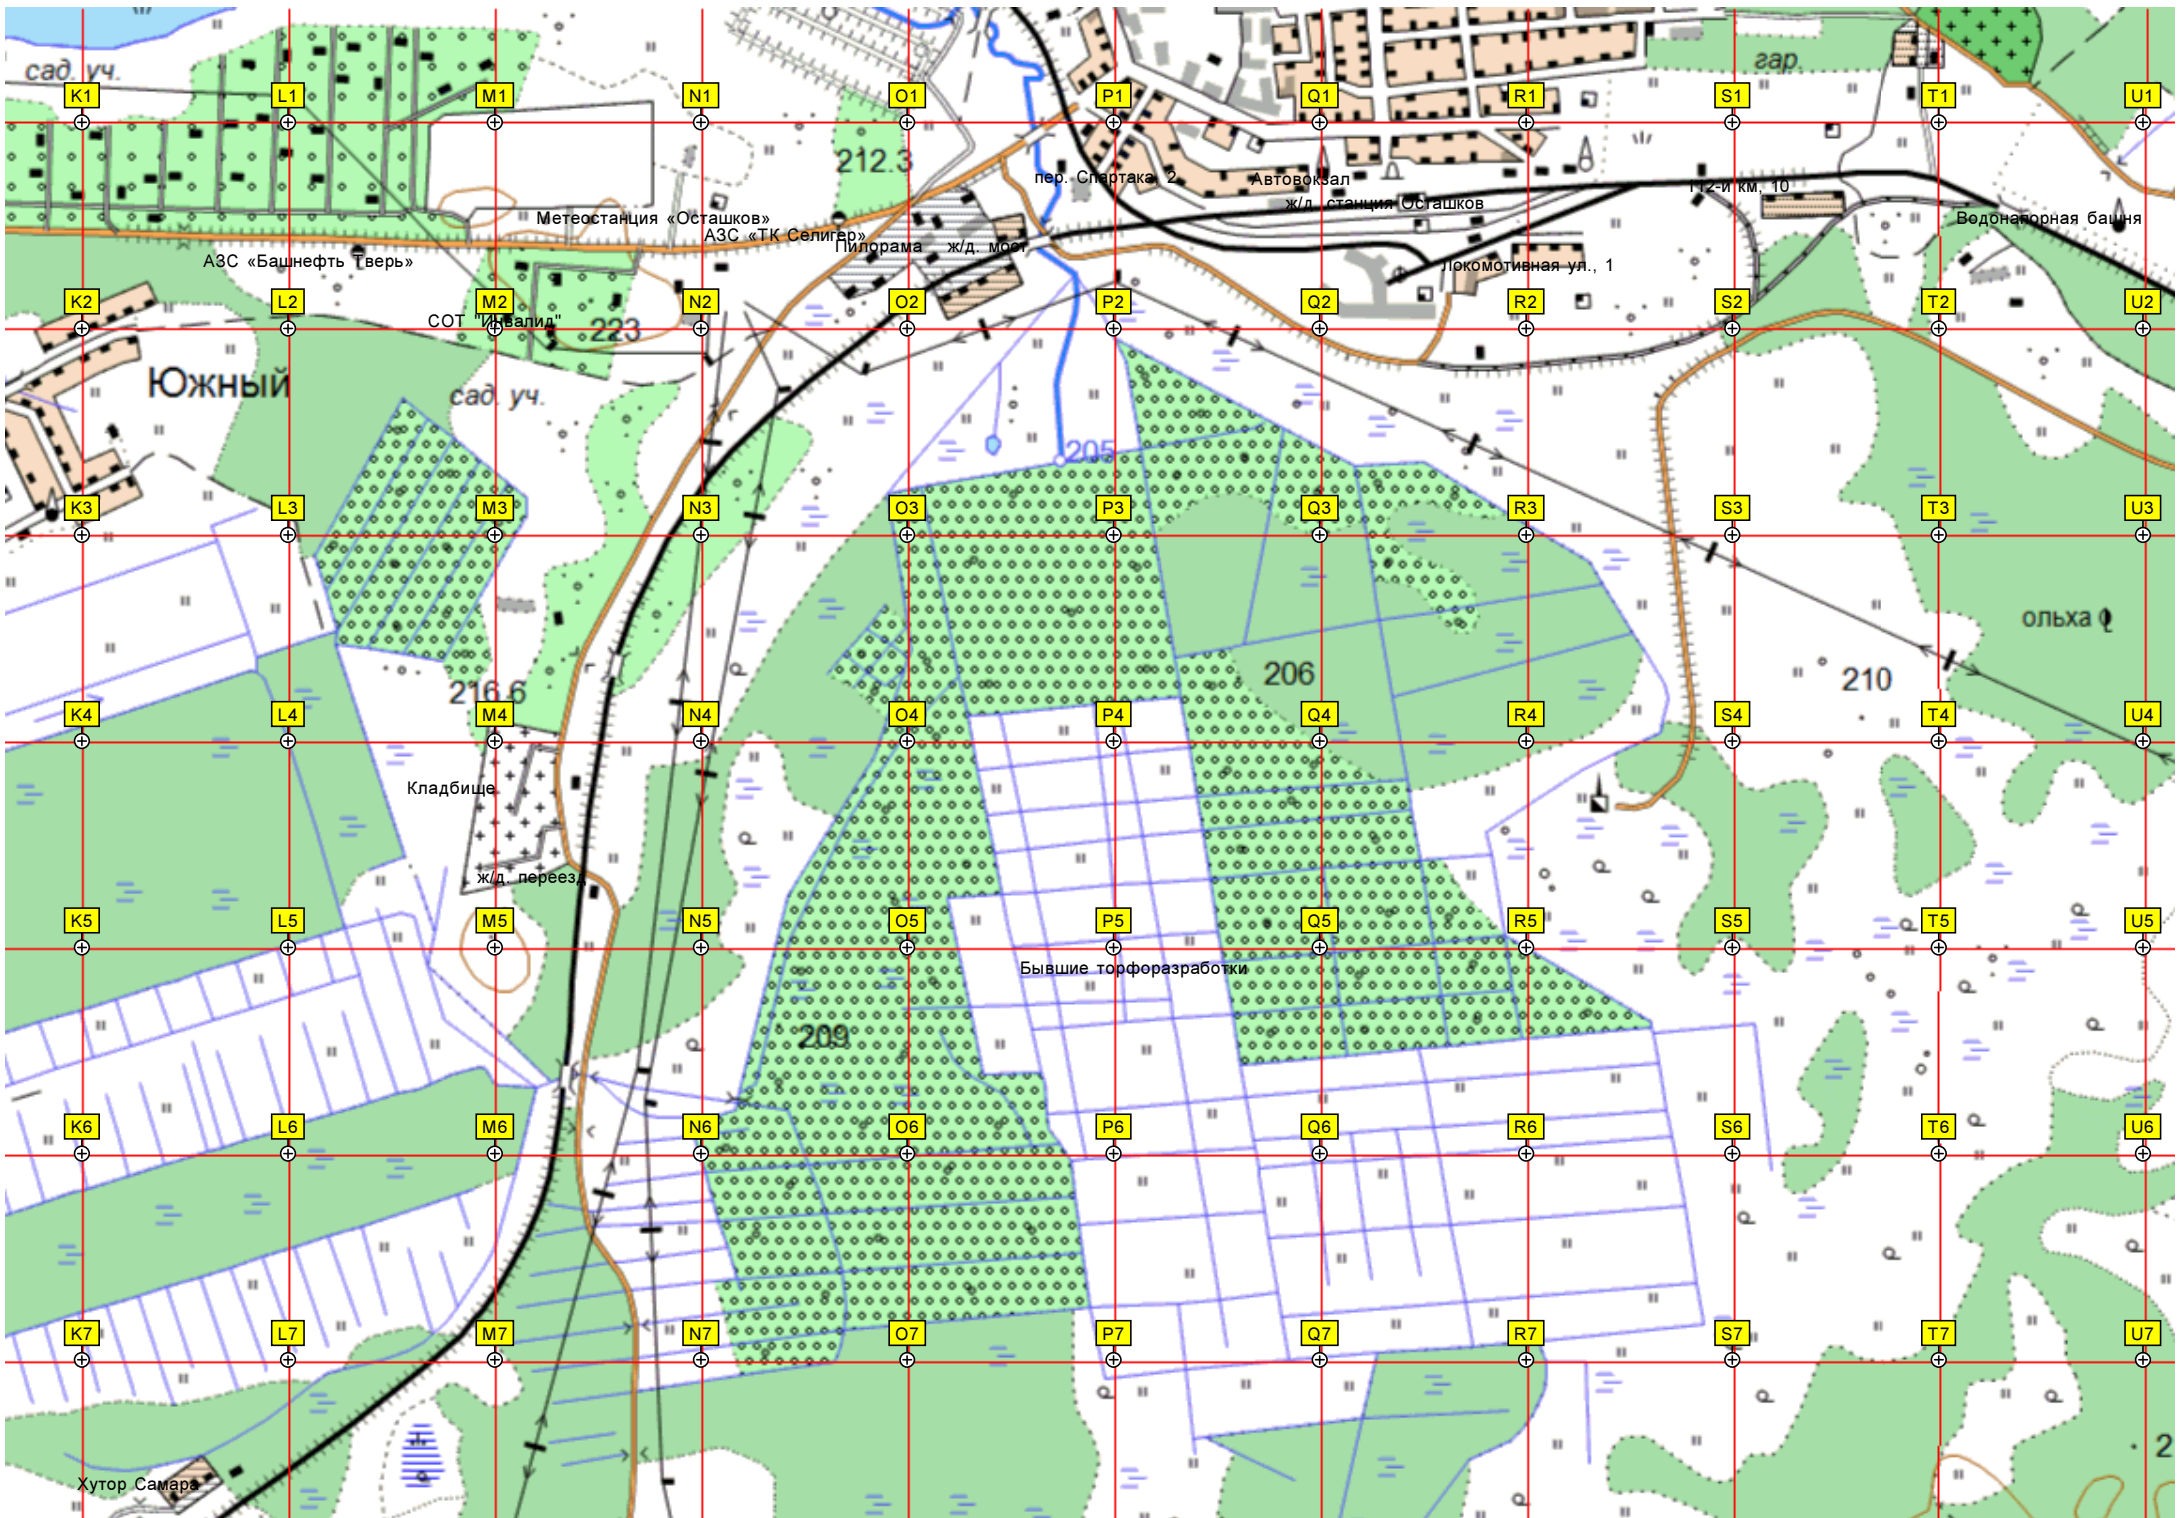 сад. уч.
гар.
K1 L1 M1 N1 O1 P1 Q1 R1 S1 T1 U1
212.3
пер. Спартака, 2
Автовокзал
112-й км, 10
ж/д. станция Осташков
Метеостанция «Осташков»
Водонапорная башня
АЗС «ТК Селигер»
Пилорама
ж/д. мост
АЗС «Башнефть Тверь»
Локомотивная ул., 1
K2 L2 M2 N2 O2 P2 Q2 R2 S2 T2 U2
СОТ "Инвалид"
223
Южный
сад. уч.
205
K3 L3 M3 N3 O3 P3 Q3 R3 S3 T3 U3
ольха
206
210
216.6
K4 L4 M4 N4 O4 P4 Q4 R4 S4 T4 U4
Кладбище
ж/д. переезд
K5 L5 M5 N5 O5 P5 Q5 R5 S5 T5 U5
Бывшие торфоразработки
209
K6 L6 M6 N6 O6 P6 Q6 R6 S6 T6 U6
K7 L7 M7 N7 O7 P7 Q7 R7 S7 T7 U7
2
Хутор Самара